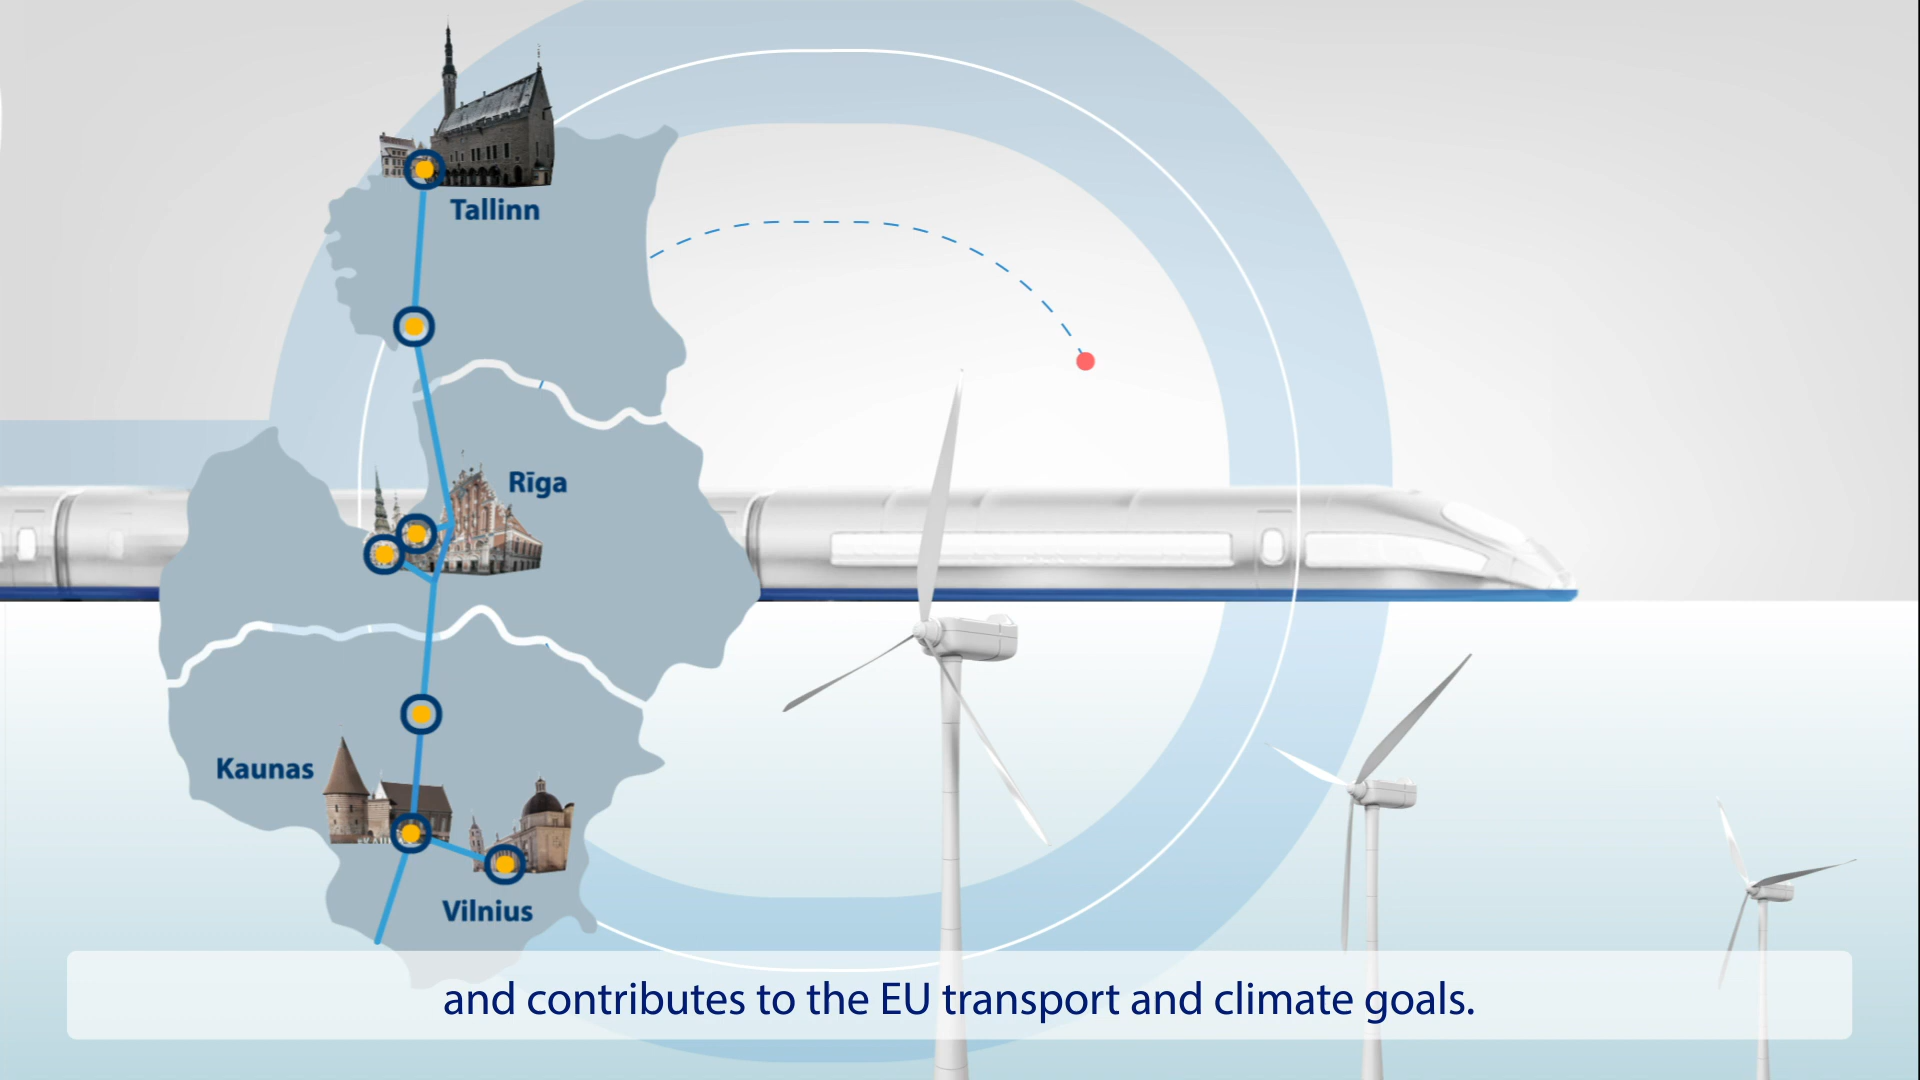 Tallinn
Rīga
Kaunas
Vilnius
and contributes to the EU transport and climate goals.